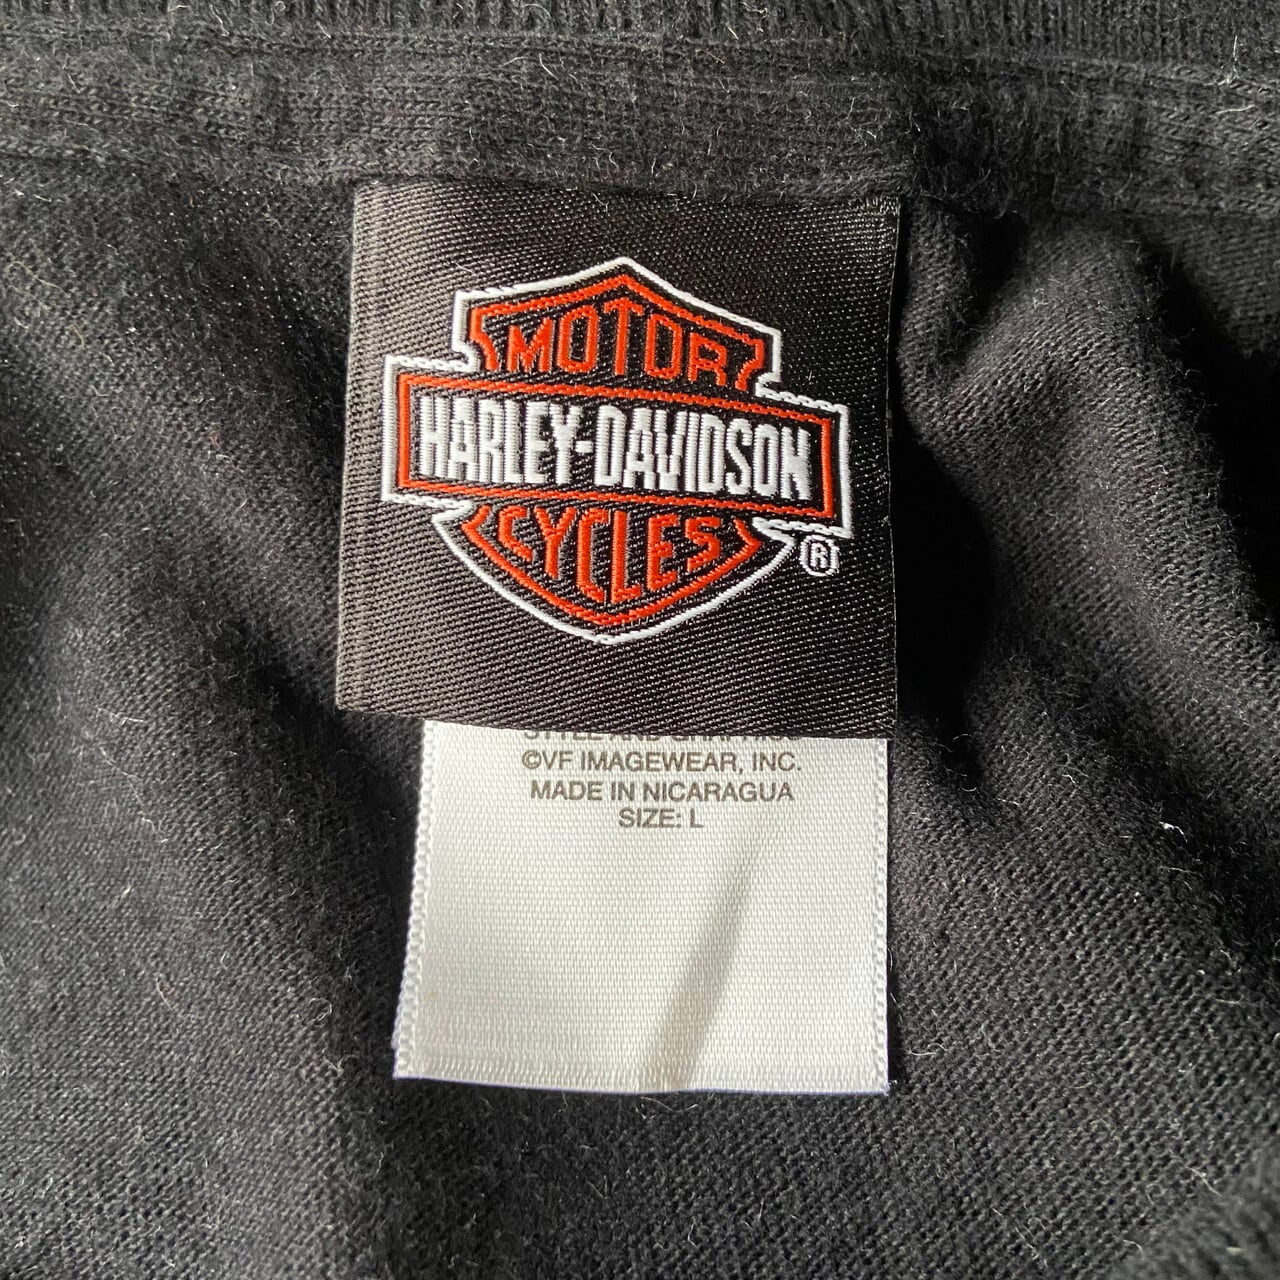 MOTOR
HARLEY-DAVIDSON
CYCLES
®
©VF IMAGEWEAR, INC.
MADE IN NICARAGUA
SIZE: L